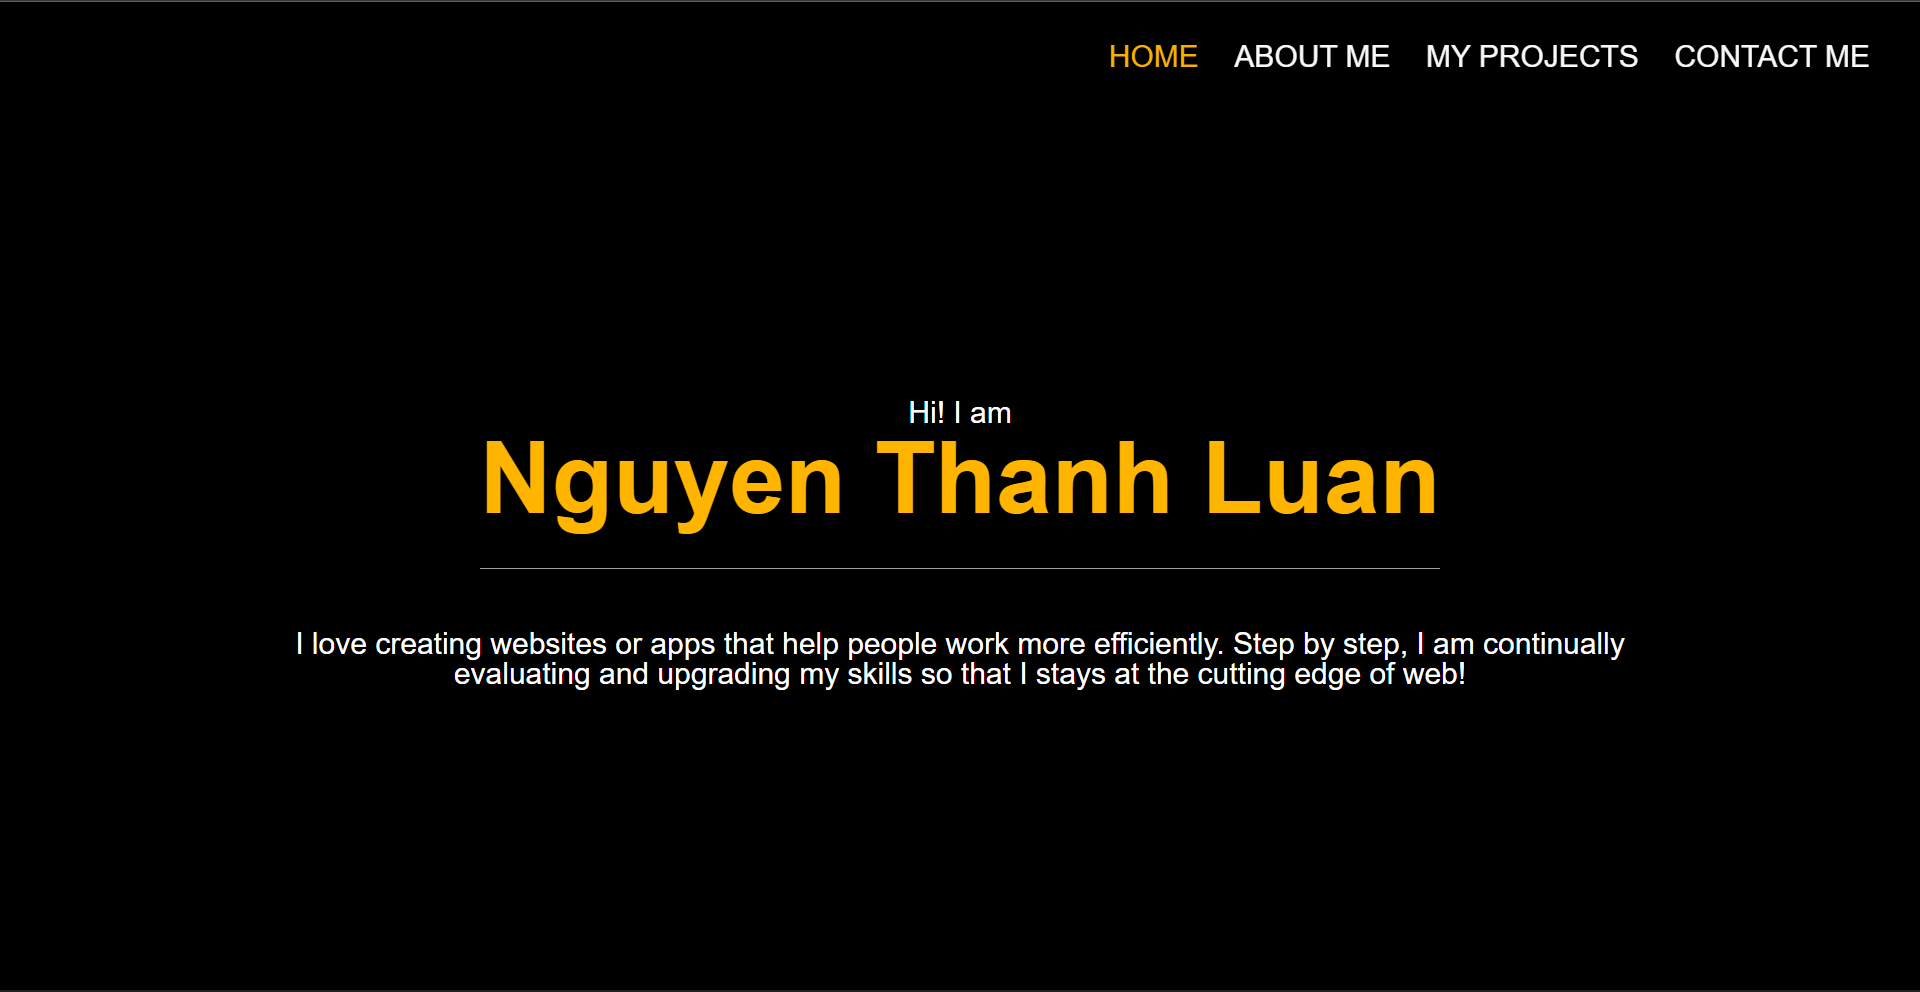 HOME ABOUT ME MY PROJECTS CONTACT ME
Hi! I am
Nguyen Thanh Luan
I love creating websites or apps that help people work more efficiently. Step by step, I am continually
evaluating and upgrading my skills so that I stays at the cutting edge of web!